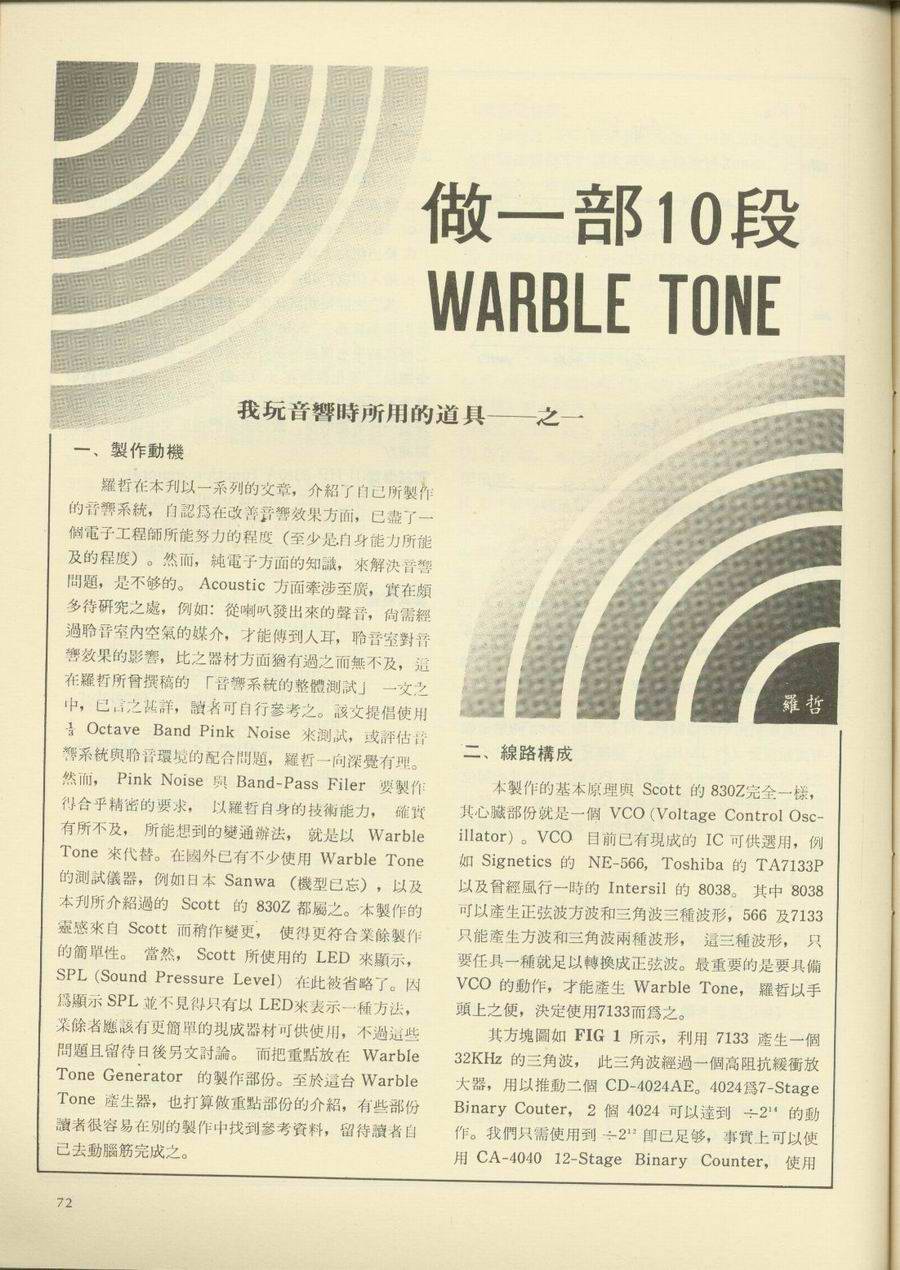 做一部10段
WARBLE TONE
我玩音響時所用的道具——之一
一、製作動機
羅哲在本刋以一系列的文章，介紹了自已所製作
的音響系統，自認爲在改善音響效果方面，已盡了一
個電子工程師所能努力的程度（至少是自身能力所能
及的程度）。然而，純電子方面的知識，來解決音響
問題，是不够的。 Acoustic 方面牽涉至廣，實在頗
多待硏究之處，例如：從喇叭發出來的聲音，尙需經
過聆音室內空氣的媒介，才能傳到人耳，聆音室對音
響效果的影響，比之器材方面猶有過之而無不及，這
在羅哲所曾撰稿的 「音響系統的整體測試」 一文之
中，已言之甚詳，讀者可自行參考之。該文提倡使用
⅓ Octave Band Pink Noise 來測試，或評估音
響系統與聆音環境的配合問題，羅哲一向深覺有理。
然而， Pink Noise 與 Band-Pass Filer 要製作
得合乎精密的要求， 以羅哲自身的技術能力， 確實
有所不及， 所能想到的變通辦法， 就是以 Warble
Tone 來代替。在國外已有不少使用 Warble Tone
的測試儀器，例如日本 Sanwa （機型已忘），以及
本刋所介紹過的 Scott 的 830Z 都屬之。本製作的
靈感來自 Scott 而稍作變更， 使得更符合業餘製作
的簡單性。 當然， Scott 所使用的 LED 來顯示，
SPL (Sound Pressure Level) 在此被省略了。因
爲顯示 SPL 並不見得只有以 LED來表示一種方法，
業餘者應該有更簡單的現成器材可供使用，不過這些
問題且留待日後另文討論。 而把重點放在 Warble
Tone Generator 的製作部份。至於這台 Warble
Tone 產生器，也打算做重點部份的介紹，有些部份
讀者很容易在別的製作中找到參考資料，留待讀者自
已去動腦筋完成之。
羅哲
二、線路構成
本製作的基本原理與 Scott 的 830Z完全一樣，
其心臟部份就是一個 VCO (Voltage Control Osc-
illator) 。VCO 目前已有現成的 IC 可供選用，例
如 Signetics 的 NE-566, Toshiba 的 TA7133P
以及曾經風行一時的 Intersil 的 8038。 其中 8038
可以產生正弦波方波和三角波三種波形，566 及7133
只能產生方波和三角波兩種波形， 這三種波形， 只
要任具一種就足以轉換成正弦波。最重要的是要具備
VCO 的動作，才能產生 Warble Tone， 羅哲以手
頭上之便，決定使用7133而爲之。
其方塊圖如 FIG 1 所示，利用 7133 產生一個
32KHz 的三角波， 此三角波經過一個高阻抗緩衝放
大器，用以推動二個 CD-4024AE。4024爲7-Stage
Binary Couter， 2 個 4024 可以達到 ÷2¹⁴ 的動
作。我們只需使用到 ÷2¹² 卽已足够，事實上可以使
用 CA-4040 12-Stage Binary Counter， 使用
72